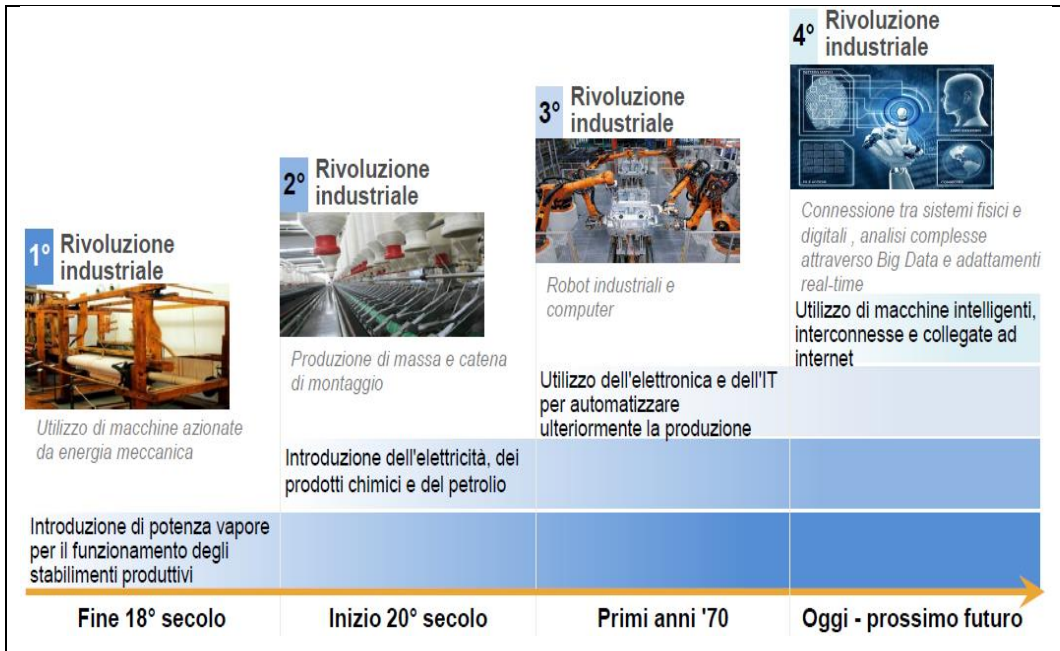 1° Rivoluzione
industriale
Utilizzo di macchine azionate
da energia meccanica
Introduzione di potenza vapore
per il funzionamento degli
stabilimenti produttivi
Fine 18° secolo
2° Rivoluzione
industriale
Produzione di massa e catena
di montaggio
Introduzione dell'elettricità, dei
prodotti chimici e del petrolio
Inizio 20° secolo
3° Rivoluzione
industriale
Robot industriali e
computer
Utilizzo dell'elettronica e dell'IT
per automatizzare
ulteriormente la produzione
Primi anni '70
4° Rivoluzione
industriale
Connessione tra sistemi fisici e
digitali , analisi complesse
attraverso Big Data e adattamenti
real-time
Utilizzo di macchine intelligenti,
interconnesse e collegate ad
internet
Oggi - prossimo futuro